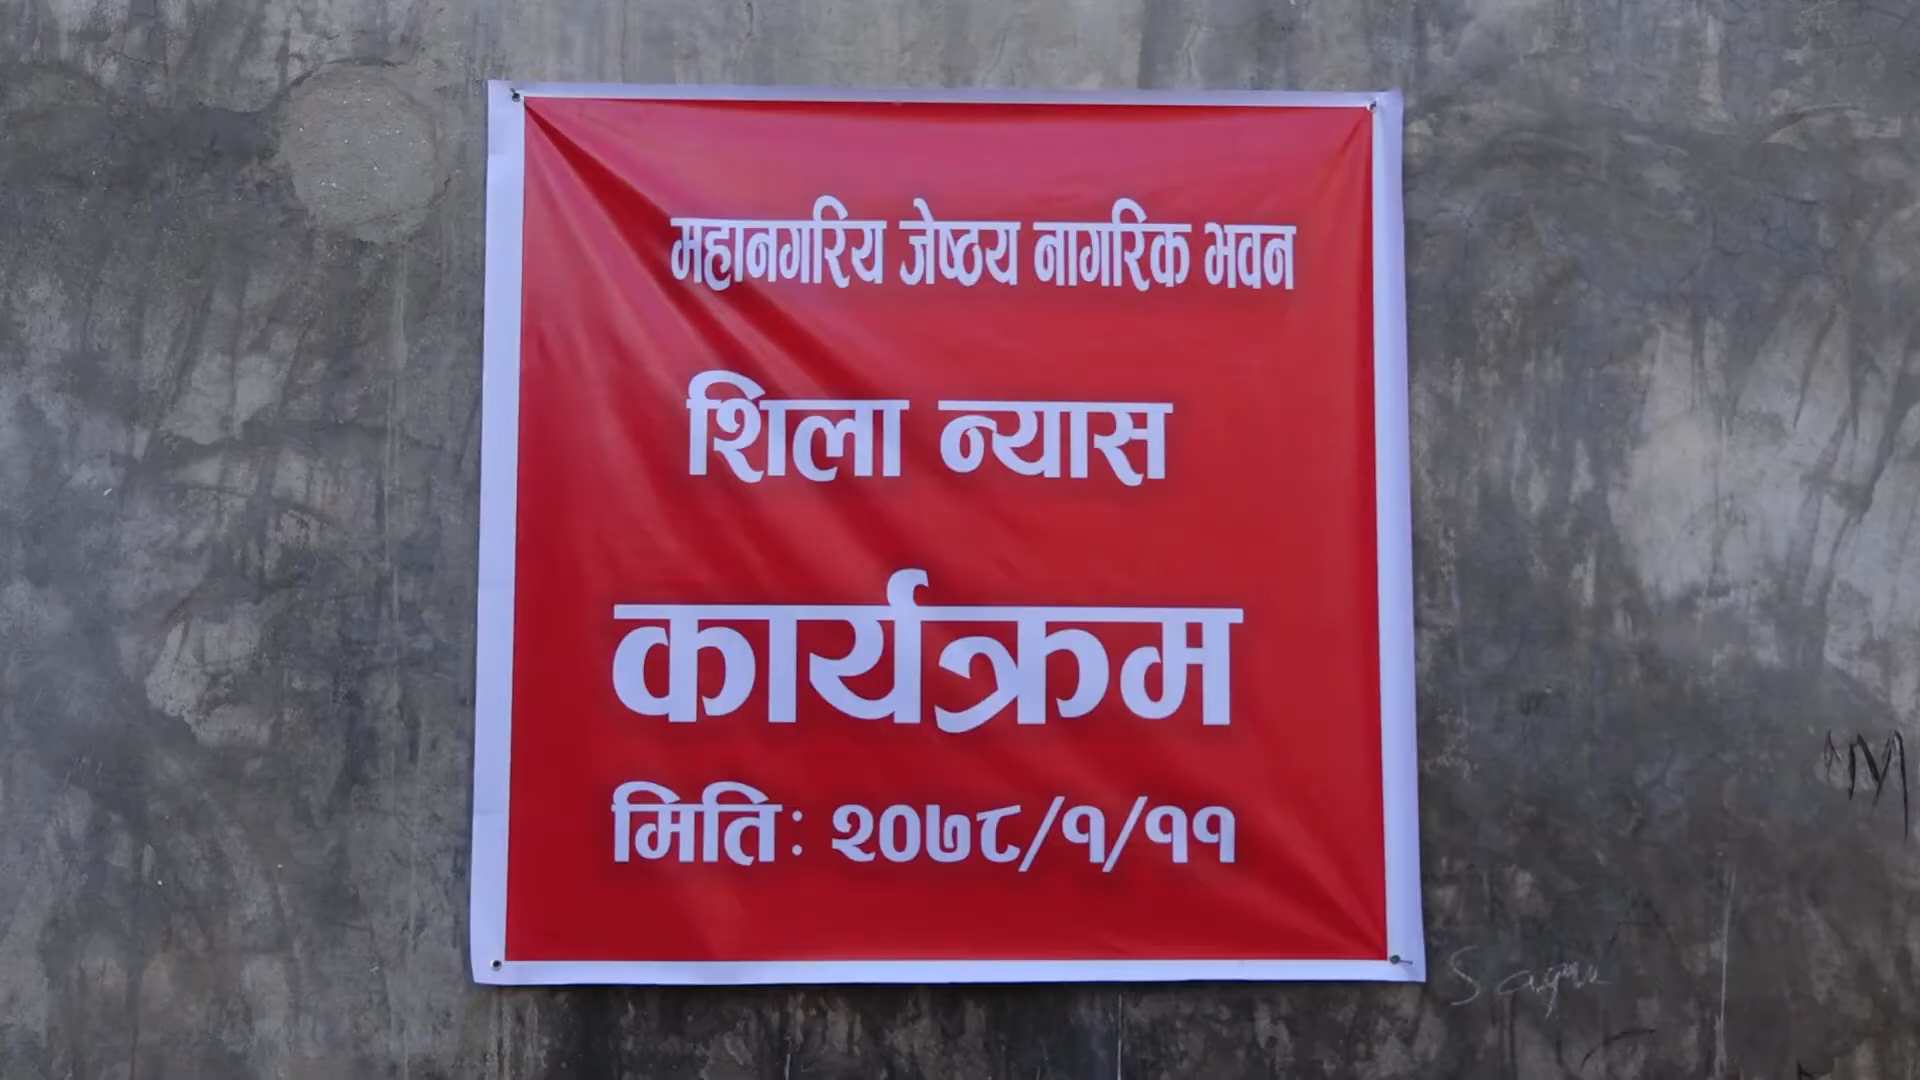 महानगरिय जेष्ठय नागरिक भवन
शिला न्यास
कार्यक्रम
मिति: २०७८/१/११